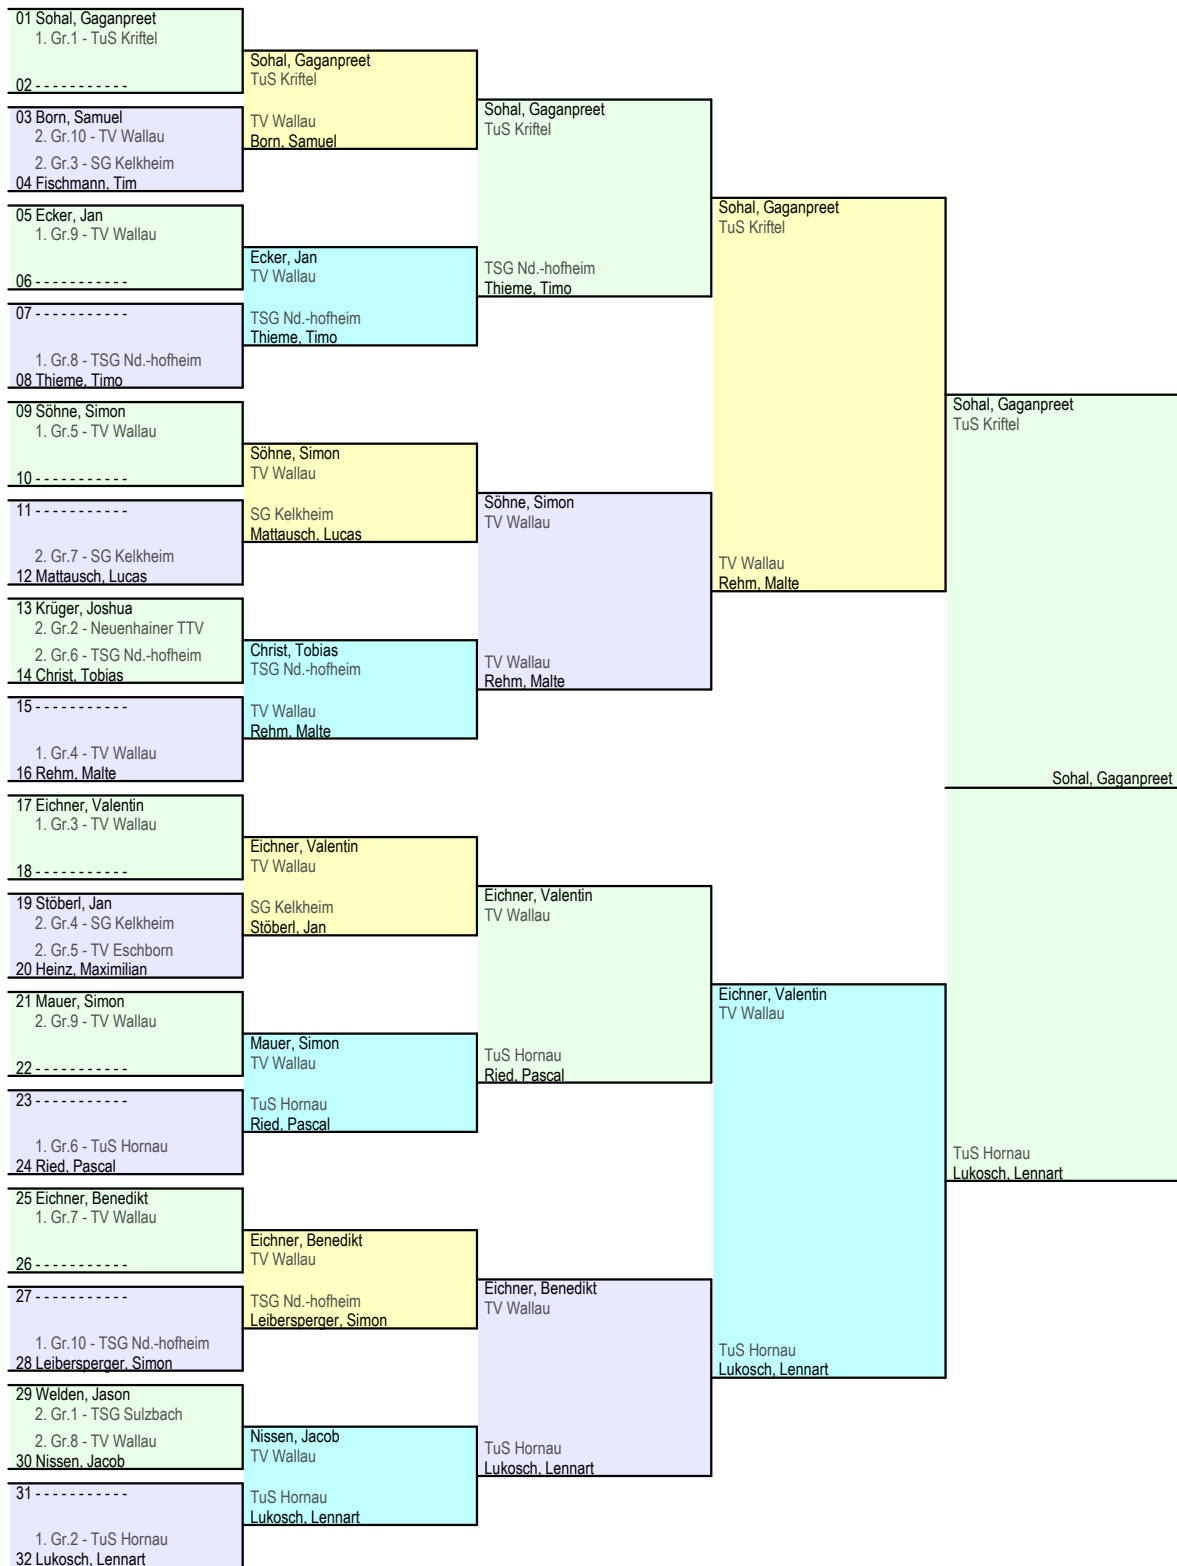 01 Sohal, Gaganpreet
1. Gr.1 - TuS Kriftel
02 - - - - - - - - - - -
03 Born, Samuel
2. Gr.10 - TV Wallau
2. Gr.3 - SG Kelkheim
04 Fischmann, Tim
05 Ecker, Jan
1. Gr.9 - TV Wallau
06 - - - - - - - - - - -
07 - - - - - - - - - - -
1. Gr.8 - TSG Nd.-hofheim
08 Thieme, Timo
09 Söhne, Simon
1. Gr.5 - TV Wallau
10 - - - - - - - - - - -
11 - - - - - - - - - - -
2. Gr.7 - SG Kelkheim
12 Mattausch, Lucas
13 Krüger, Joshua
2. Gr.2 - Neuenhainer TTV
2. Gr.6 - TSG Nd.-hofheim
14 Christ, Tobias
15 - - - - - - - - - - -
1. Gr.4 - TV Wallau
16 Rehm, Malte
17 Eichner, Valentin
1. Gr.3 - TV Wallau
18 - - - - - - - - - - -
19 Stöberl, Jan
2. Gr.4 - SG Kelkheim
2. Gr.5 - TV Eschborn
20 Heinz, Maximilian
21 Mauer, Simon
2. Gr.9 - TV Wallau
22 - - - - - - - - - - -
23 - - - - - - - - - - -
1. Gr.6 - TuS Hornau
24 Ried, Pascal
25 Eichner, Benedikt
1. Gr.7 - TV Wallau
26 - - - - - - - - - - -
27 - - - - - - - - - - -
1. Gr.10 - TSG Nd.-hofheim
28 Leibersperger, Simon
29 Welden, Jason
2. Gr.1 - TSG Sulzbach
2. Gr.8 - TV Wallau
30 Nissen, Jacob
31 - - - - - - - - - - -
1. Gr.2 - TuS Hornau
32 Lukosch, Lennart
Sohal, Gaganpreet
TuS Kriftel
TV Wallau
Born, Samuel
Ecker, Jan
TV Wallau
TSG Nd.-hofheim
Thieme, Timo
Söhne, Simon
TV Wallau
SG Kelkheim
Mattausch, Lucas
Christ, Tobias
TSG Nd.-hofheim
TV Wallau
Rehm, Malte
Eichner, Valentin
TV Wallau
SG Kelkheim
Stöberl, Jan
Mauer, Simon
TV Wallau
TuS Hornau
Ried, Pascal
Eichner, Benedikt
TV Wallau
TSG Nd.-hofheim
Leibersperger, Simon
Nissen, Jacob
TV Wallau
TuS Hornau
Lukosch, Lennart
Sohal, Gaganpreet
TuS Kriftel
TSG Nd.-hofheim
Thieme, Timo
Söhne, Simon
TV Wallau
TV Wallau
Rehm, Malte
Eichner, Valentin
TV Wallau
TuS Hornau
Ried, Pascal
Eichner, Benedikt
TV Wallau
TuS Hornau
Lukosch, Lennart
Sohal, Gaganpreet
TuS Kriftel
TV Wallau
Rehm, Malte
Eichner, Valentin
TV Wallau
TuS Hornau
Lukosch, Lennart
Sohal, Gaganpreet
TuS Kriftel
TuS Hornau
Lukosch, Lennart
Sohal, Gaganpreet